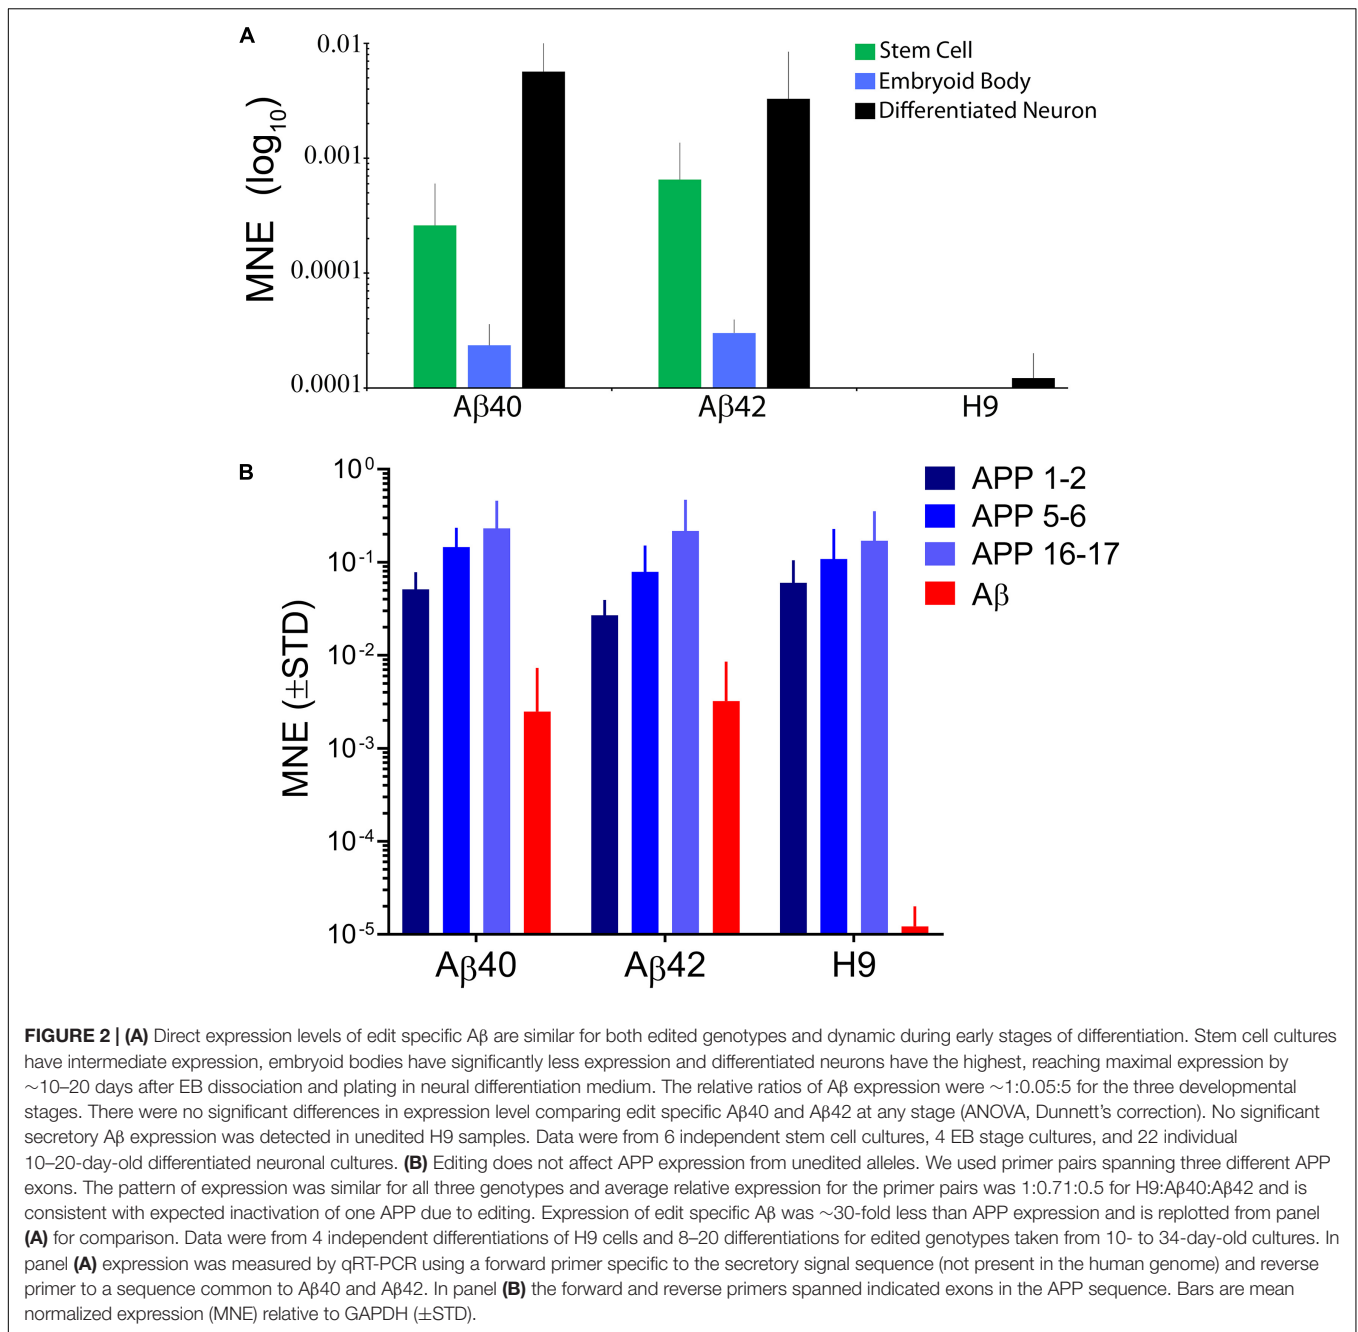 A
0.01
0.001
0.0001
0.0001
MNE (log10)
Stem Cell
Embryoid Body
Differentiated Neuron
Aβ40 Aβ42 H9
B
10^0
10^-1
10^-2
10^-3
10^-4
10^-5
MNE (±STD)
APP 1-2
APP 5-6
APP 16-17
Aβ
Aβ40 Aβ42 H9
FIGURE 2 | (A) Direct expression levels of edit specific Aβ are similar for both edited genotypes and dynamic during early stages of differentiation. Stem cell cultures
have intermediate expression, embryoid bodies have significantly less expression and differentiated neurons have the highest, reaching maximal expression by
∼10–20 days after EB dissociation and plating in neural differentiation medium. The relative ratios of Aβ expression were ∼1:0.05:5 for the three developmental
stages. There were no significant differences in expression level comparing edit specific Aβ40 and Aβ42 at any stage (ANOVA, Dunnett's correction). No significant
secretory Aβ expression was detected in unedited H9 samples. Data were from 6 independent stem cell cultures, 4 EB stage cultures, and 22 individual
10–20-day-old differentiated neuronal cultures. (B) Editing does not affect APP expression from unedited alleles. We used primer pairs spanning three different APP
exons. The pattern of expression was similar for all three genotypes and average relative expression for the primer pairs was 1:0.71:0.5 for H9:Aβ40:Aβ42 and is
consistent with expected inactivation of one APP due to editing. Expression of edit specific Aβ was ∼30-fold less than APP expression and is replotted from panel
(A) for comparison. Data were from 4 independent differentiations of H9 cells and 8–20 differentiations for edited genotypes taken from 10- to 34-day-old cultures. In
panel (A) expression was measured by qRT-PCR using a forward primer specific to the secretory signal sequence (not present in the human genome) and reverse
primer to a sequence common to Aβ40 and Aβ42. In panel (B) the forward and reverse primers spanned indicated exons in the APP sequence. Bars are mean
normalized expression (MNE) relative to GAPDH (±STD).